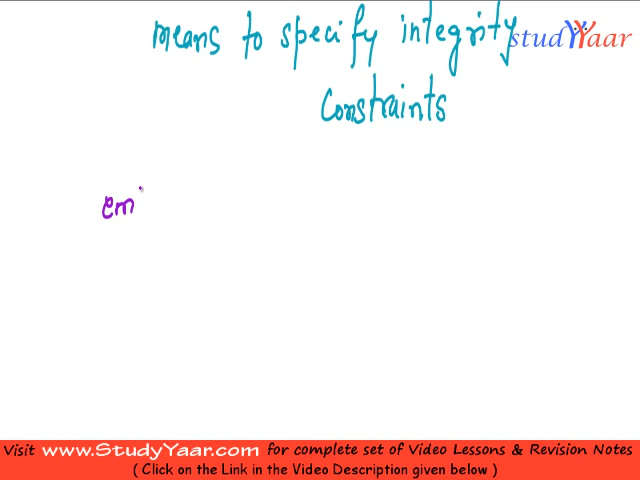 means to specify integrity
studYYaar
constraints
em
Visit www.StudyYaar.com for complete set of Video Lessons & Revision Notes
( Click on the Link in the Video Description given below )